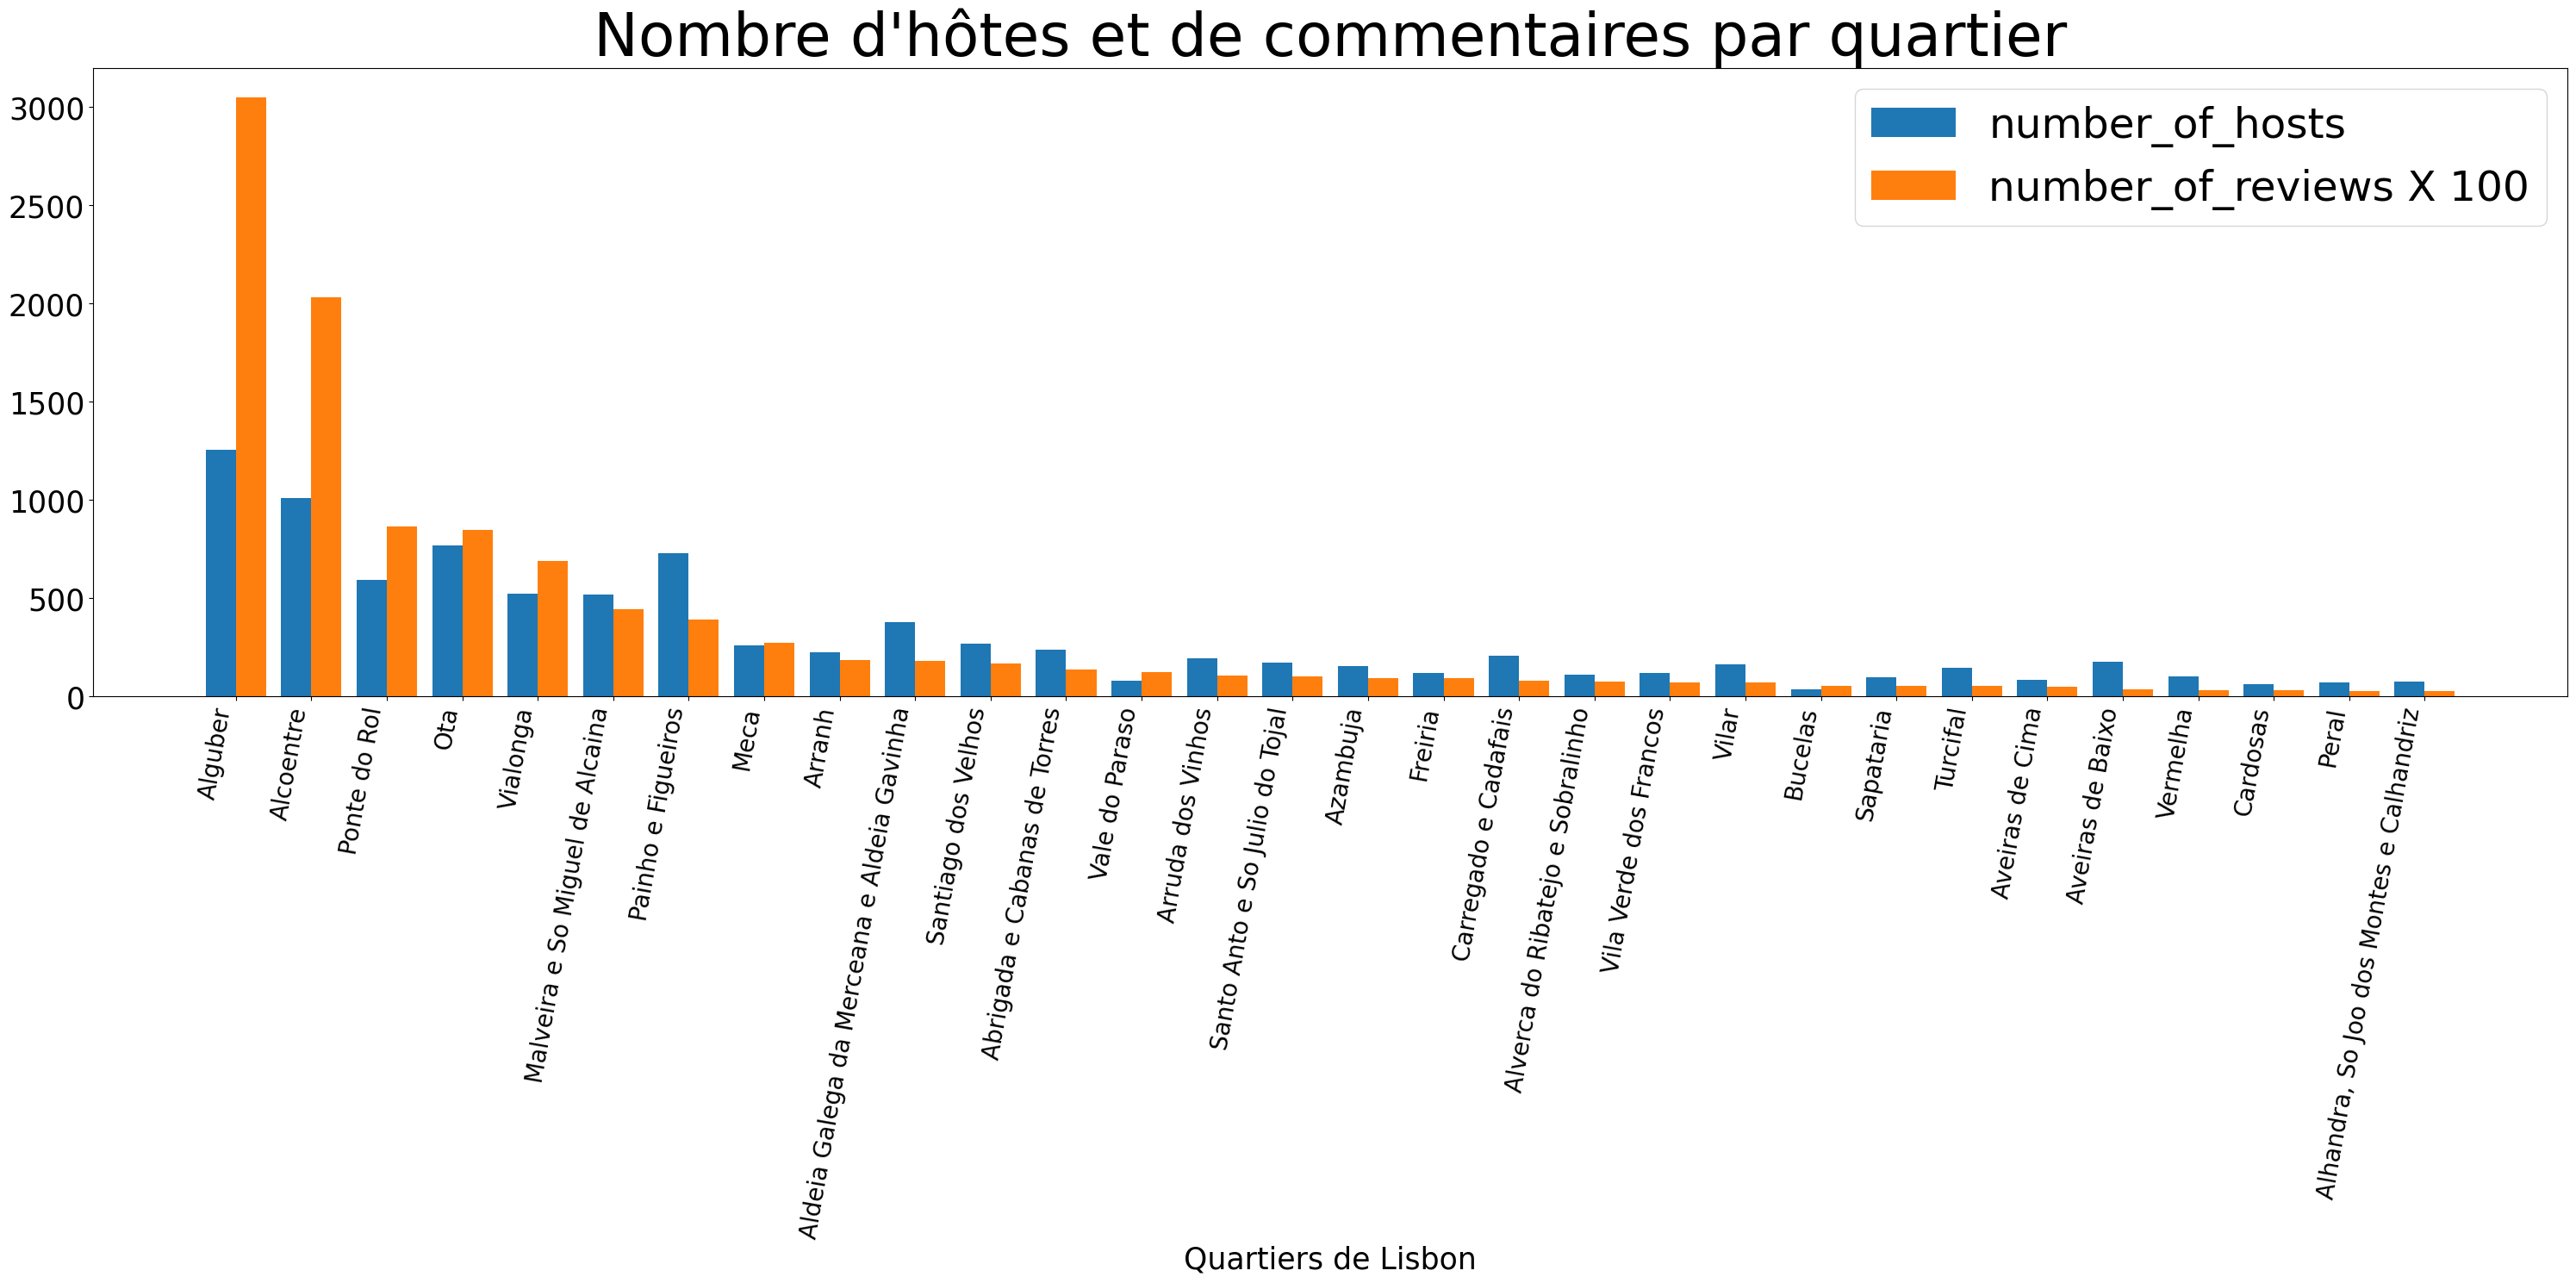 Nombre d'hôtes et de commentaires par quartier
number_of_hosts
number_of_reviews X 100
3000
2500
2000
1500
1000
500
0
Alguber
Alcoentre
Ponte do Rol
Ota
Vialonga
Malveira e So Miguel de Alcaina
Painho e Figueiros
Meca
Arranh
Aldeia Galega da Merceana e Aldeia Gavinha
Santiago dos Velhos
Abrigada e Cabanas de Torres
Vale do Paraso
Arruda dos Vinhos
Santo Anto e So Julio do Tojal
Azambuja
Freiria
Carregado e Cadafais
Alverca do Ribatejo e Sobralinho
Vila Verde dos Francos
Vilar
Bucelas
Sapataria
Turcifal
Aveiras de Cima
Aveiras de Baixo
Vermelha
Cardosas
Peral
Alhandra, So Joo dos Montes e Calhandriz
Quartiers de Lisbon